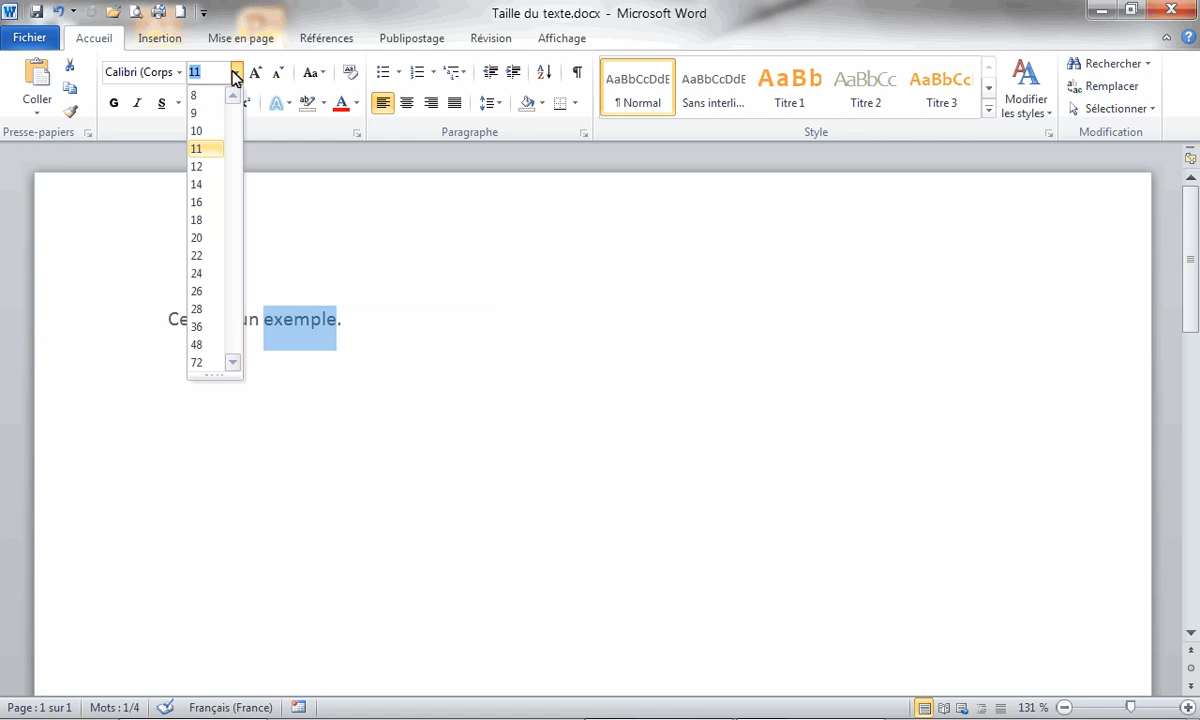 Taille du texte.docx - Microsoft Word
Fichier Accueil Insertion Mise en page Références Publipostage Révision Affichage
Coller
Calibri (Corps 11
G I S
Presse-papiers
Paragraphe
AaBbCcDdE AaBbCcDdE AaBb AaBbCc AaBbCc
¶ Normal Sans interli... Titre 1 Titre 2 Titre 3
Style
Modifier
les styles
Rechercher
Remplacer
Sélectionner
Modification
8
9
10
11
12
14
16
18
20
22
24
26
28
36
48
72
Ce un exemple.
Page : 1 sur 1 Mots : 1/4 Français (France) 131 %